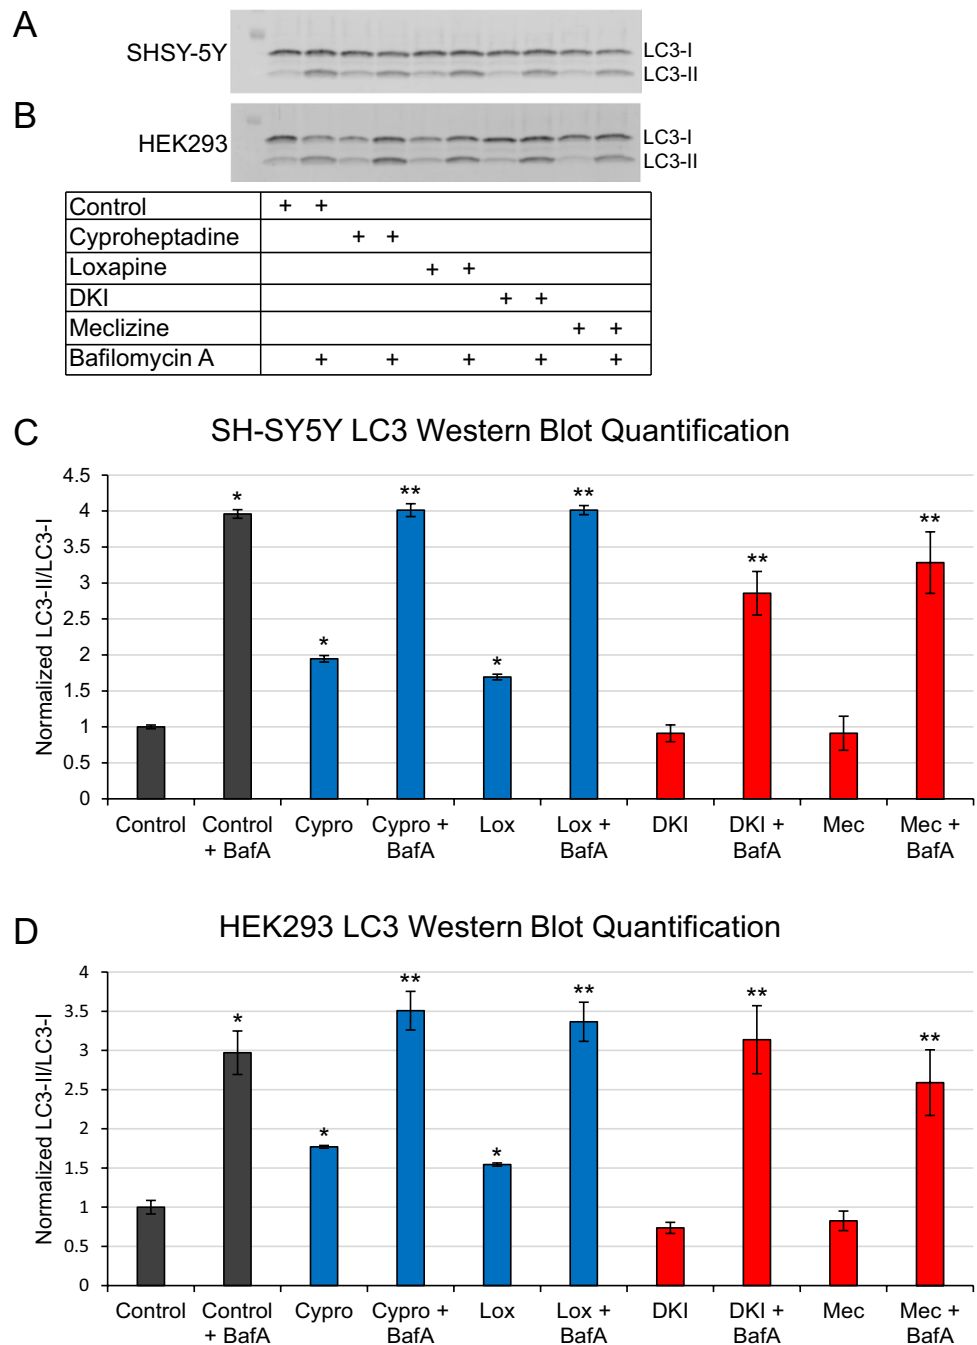 A
SHSY-5Y
LC3-I
LC3-II
B
HEK293
LC3-I
LC3-II
Control + +
Cyproheptadine + +
Loxapine + +
DKI + +
Meclizine + +
Bafilomycin A + + + + +
C
SH-SY5Y LC3 Western Blot Quantification
Normalized LC3-II/LC3-I
4.5
4
3.5
3
2.5
2
1.5
1
0.5
0
* ** ** ** **
* *
Control Control Cypro Cypro + Lox Lox + DKI DKI + Mec Mec +
+ BafA BafA BafA BafA BafA
D
HEK293 LC3 Western Blot Quantification
Normalized LC3-II/LC3-I
4
3.5
3
2.5
2
1.5
1
0.5
0
* ** ** ** **
* *
Control Control Cypro Cypro + Lox Lox + DKI DKI + Mec Mec +
+ BafA BafA BafA BafA BafA